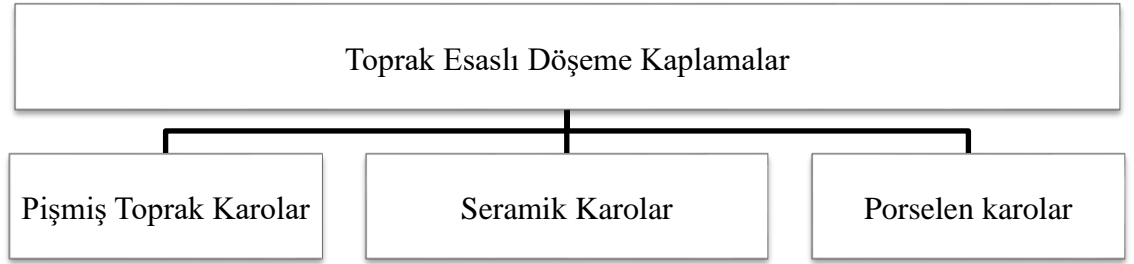 Toprak Esaslı Döşeme Kaplamalar
Pişmiş Toprak Karolar
Seramik Karolar
Porselen karolar